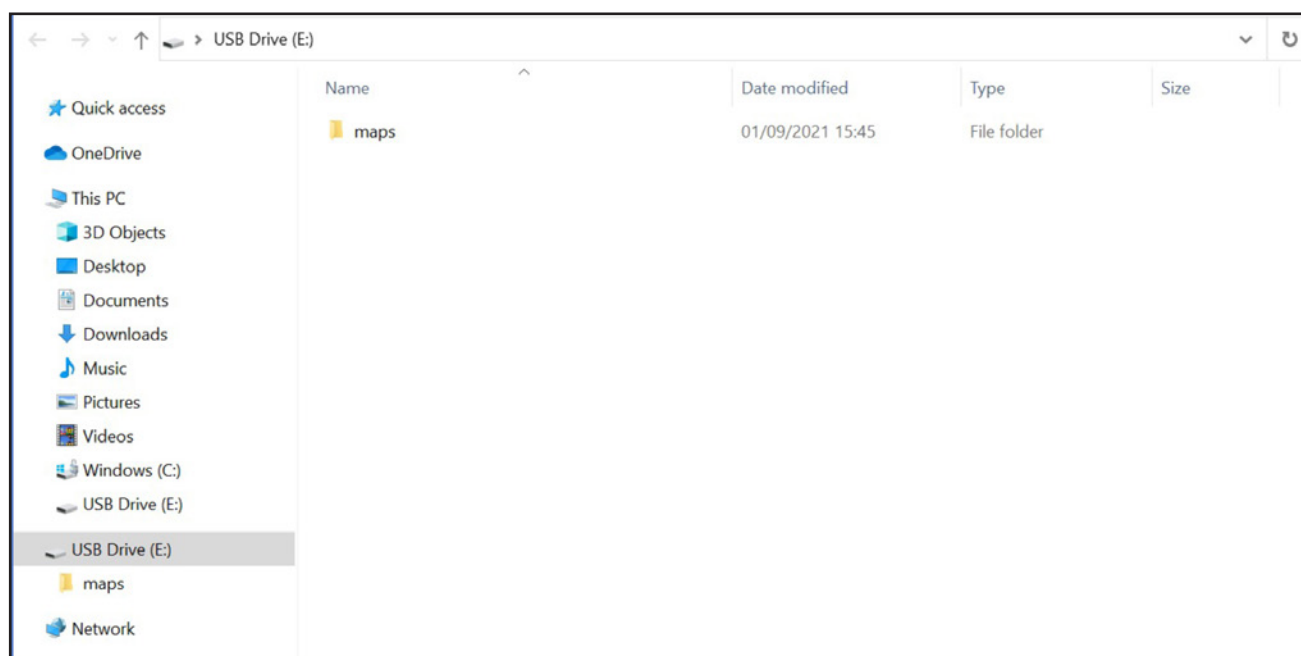 USB Drive (E:)
Name Date modified Type Size
maps 01/09/2021 15:45 File folder
Quick access
OneDrive
This PC
3D Objects
Desktop
Documents
Downloads
Music
Pictures
Videos
Windows (C:)
USB Drive (E:)
USB Drive (E:)
maps
Network